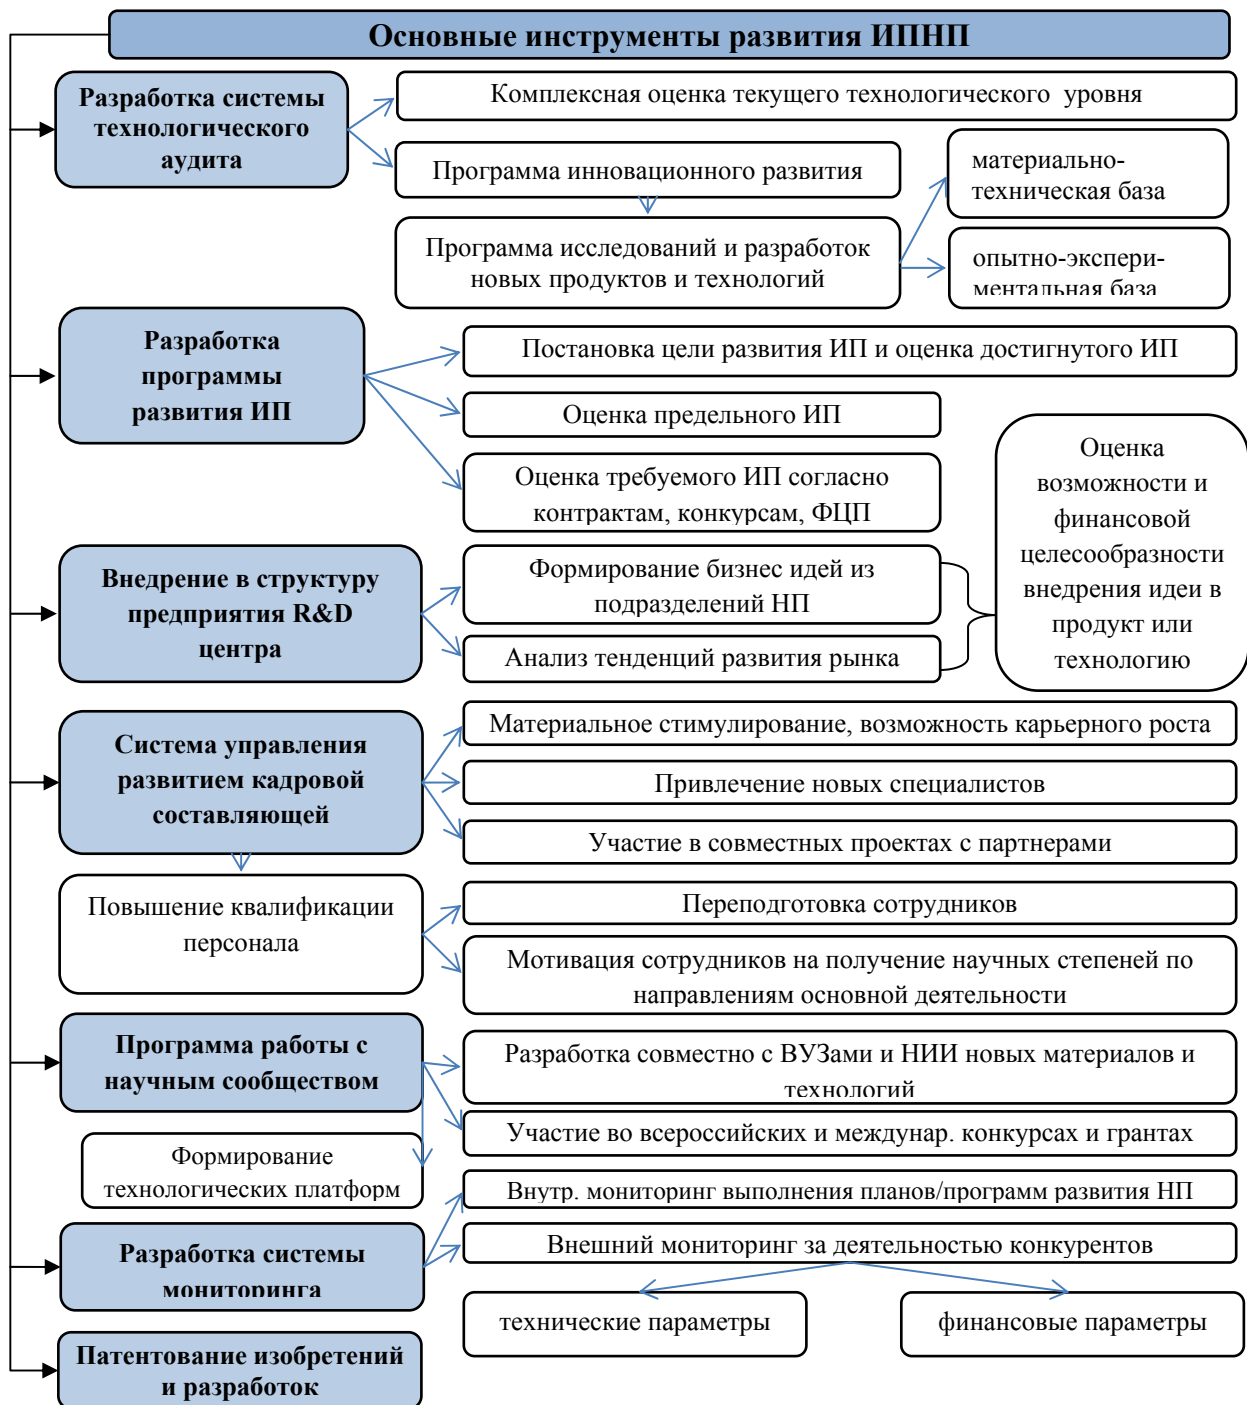 Основные инструменты развития ИПНП
Разработка системы
технологического
аудита
Комплексная оценка текущего технологического уровня
Программа инновационного развития
Программа исследований и разработок
новых продуктов и технологий
материально-
техническая база
опытно-экспери-
ментальная база
Разработка
программы
развития ИП
Постановка цели развития ИП и оценка достигнутого ИП
Оценка предельного ИП
Оценка требуемого ИП согласно
контрактам, конкурсам, ФЦП
Внедрение в структуру
предприятия R&D
центра
Формирование бизнес идей из
подразделений НП
Анализ тенденций развития рынка
Оценка
возможности и
финансовой
целесообразности
внедрения идеи в
продукт или
технологию
Система управления
развитием кадровой
составляющей
Материальное стимулирование, возможность карьерного роста
Привлечение новых специалистов
Участие в совместных проектах с партнерами
Повышение квалификации
персонала
Переподготовка сотрудников
Мотивация сотрудников на получение научных степеней по
направлениям основной деятельности
Программа работы с
научным сообществом
Разработка совместно с ВУЗами и НИИ новых материалов и
технологий
Участие во всероссийских и междунар. конкурсах и грантах
Формирование
технологических платформ
Разработка системы
мониторинга
Внутр. мониторинг выполнения планов/программ развития НП
Внешний мониторинг за деятельностью конкурентов
технические параметры
финансовые параметры
Патентование изобретений
и разработок